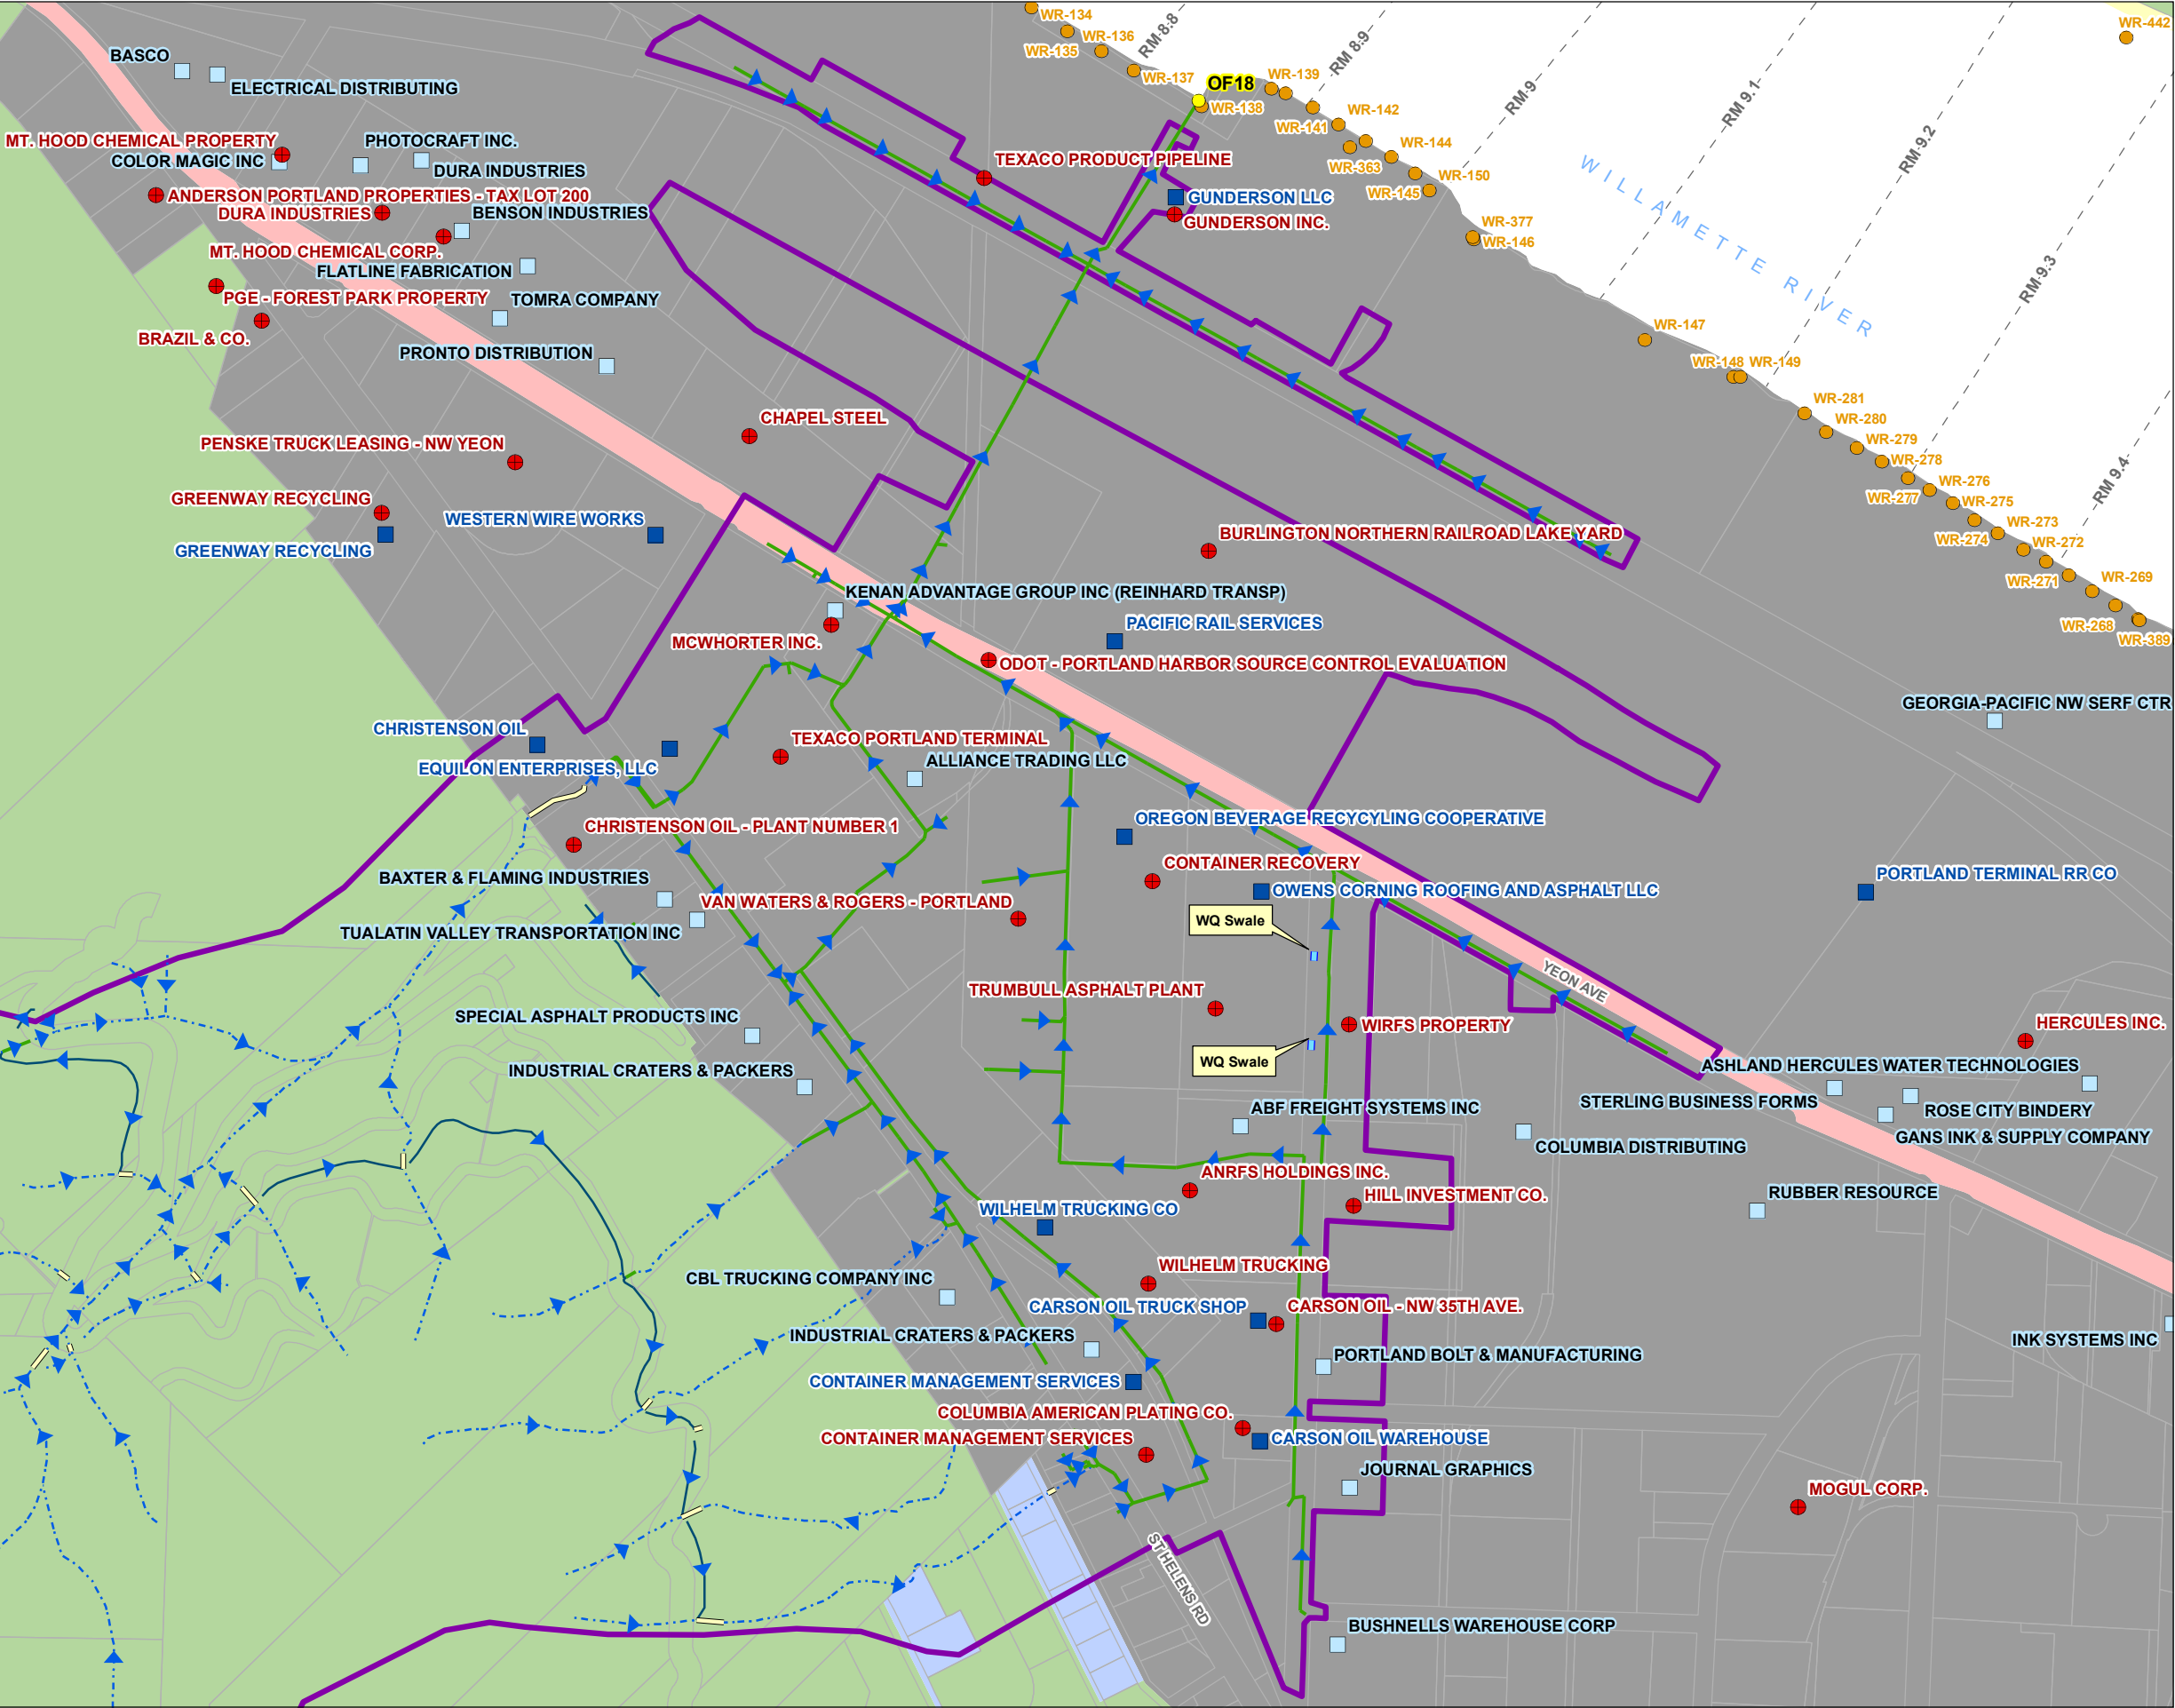 WR-134
WR-442
WR-136
WR-135
RM-8.8
RM 8.9
BASCO
WR-137
WR-139
OF18
ELECTRICAL DISTRIBUTING
RM-9
RM 9.1
WR-138
WR-142
WR-141
MT. HOOD CHEMICAL PROPERTY
PHOTOCRAFT INC.
WR-144
RM-9.2
COLOR MAGIC INC
TEXACO PRODUCT PIPELINE
WR-363
DURA INDUSTRIES
WR-150
WR-145
ANDERSON PORTLAND PROPERTIES - TAX LOT 200
GUNDERSON LLC
DURA INDUSTRIES
BENSON INDUSTRIES
GUNDERSON INC.
WR-377
WR-146
WILLAMETTE RIVER
MT. HOOD CHEMICAL CORP.
FLATLINE FABRICATION
RM-9.3
PGE - FOREST PARK PROPERTY
TOMRA COMPANY
WR-147
BRAZIL & CO.
PRONTO DISTRIBUTION
WR-148
WR-149
WR-281
CHAPEL STEEL
WR-280
PENSKE TRUCK LEASING - NW YEON
WR-279
WR-278
RM 9.4
WR-276
GREENWAY RECYCLING
WR-277
WR-275
WESTERN WIRE WORKS
WR-273
BURLINGTON NORTHERN RAILROAD LAKE YARD
WR-274
WR-272
GREENWAY RECYCLING
WR-271
WR-269
KENAN ADVANTAGE GROUP INC (REINHARD TRANSP)
PACIFIC RAIL SERVICES
WR-268
WR-389
MCWHORTER INC.
ODOT - PORTLAND HARBOR SOURCE CONTROL EVALUATION
GEORGIA-PACIFIC NW SERF CTR
CHRISTENSON OIL
TEXACO PORTLAND TERMINAL
ALLIANCE TRADING LLC
EQUILON ENTERPRISES, LLC
OREGON BEVERAGE RECYCYLING COOPERATIVE
CHRISTENSON OIL - PLANT NUMBER 1
CONTAINER RECOVERY
BAXTER & FLAMING INDUSTRIES
PORTLAND TERMINAL RR CO
OWENS CORNING ROOFING AND ASPHALT LLC
VAN WATERS & ROGERS - PORTLAND
WQ Swale
TUALATIN VALLEY TRANSPORTATION INC
YEON AVE
TRUMBULL ASPHALT PLANT
SPECIAL ASPHALT PRODUCTS INC
WIRFS PROPERTY
HERCULES INC.
WQ Swale
ASHLAND HERCULES WATER TECHNOLOGIES
INDUSTRIAL CRATERS & PACKERS
STERLING BUSINESS FORMS
ABF FREIGHT SYSTEMS INC
ROSE CITY BINDERY
GANS INK & SUPPLY COMPANY
COLUMBIA DISTRIBUTING
ANRFS HOLDINGS INC.
RUBBER RESOURCE
HILL INVESTMENT CO.
WILHELM TRUCKING CO
WILHELM TRUCKING
CBL TRUCKING COMPANY INC
CARSON OIL TRUCK SHOP
CARSON OIL - NW 35TH AVE.
INDUSTRIAL CRATERS & PACKERS
INK SYSTEMS INC
PORTLAND BOLT & MANUFACTURING
CONTAINER MANAGEMENT SERVICES
COLUMBIA AMERICAN PLATING CO.
CONTAINER MANAGEMENT SERVICES
CARSON OIL WAREHOUSE
JOURNAL GRAPHICS
MOGUL CORP.
ST HELENS RD
BUSHNELLS WAREHOUSE CORP